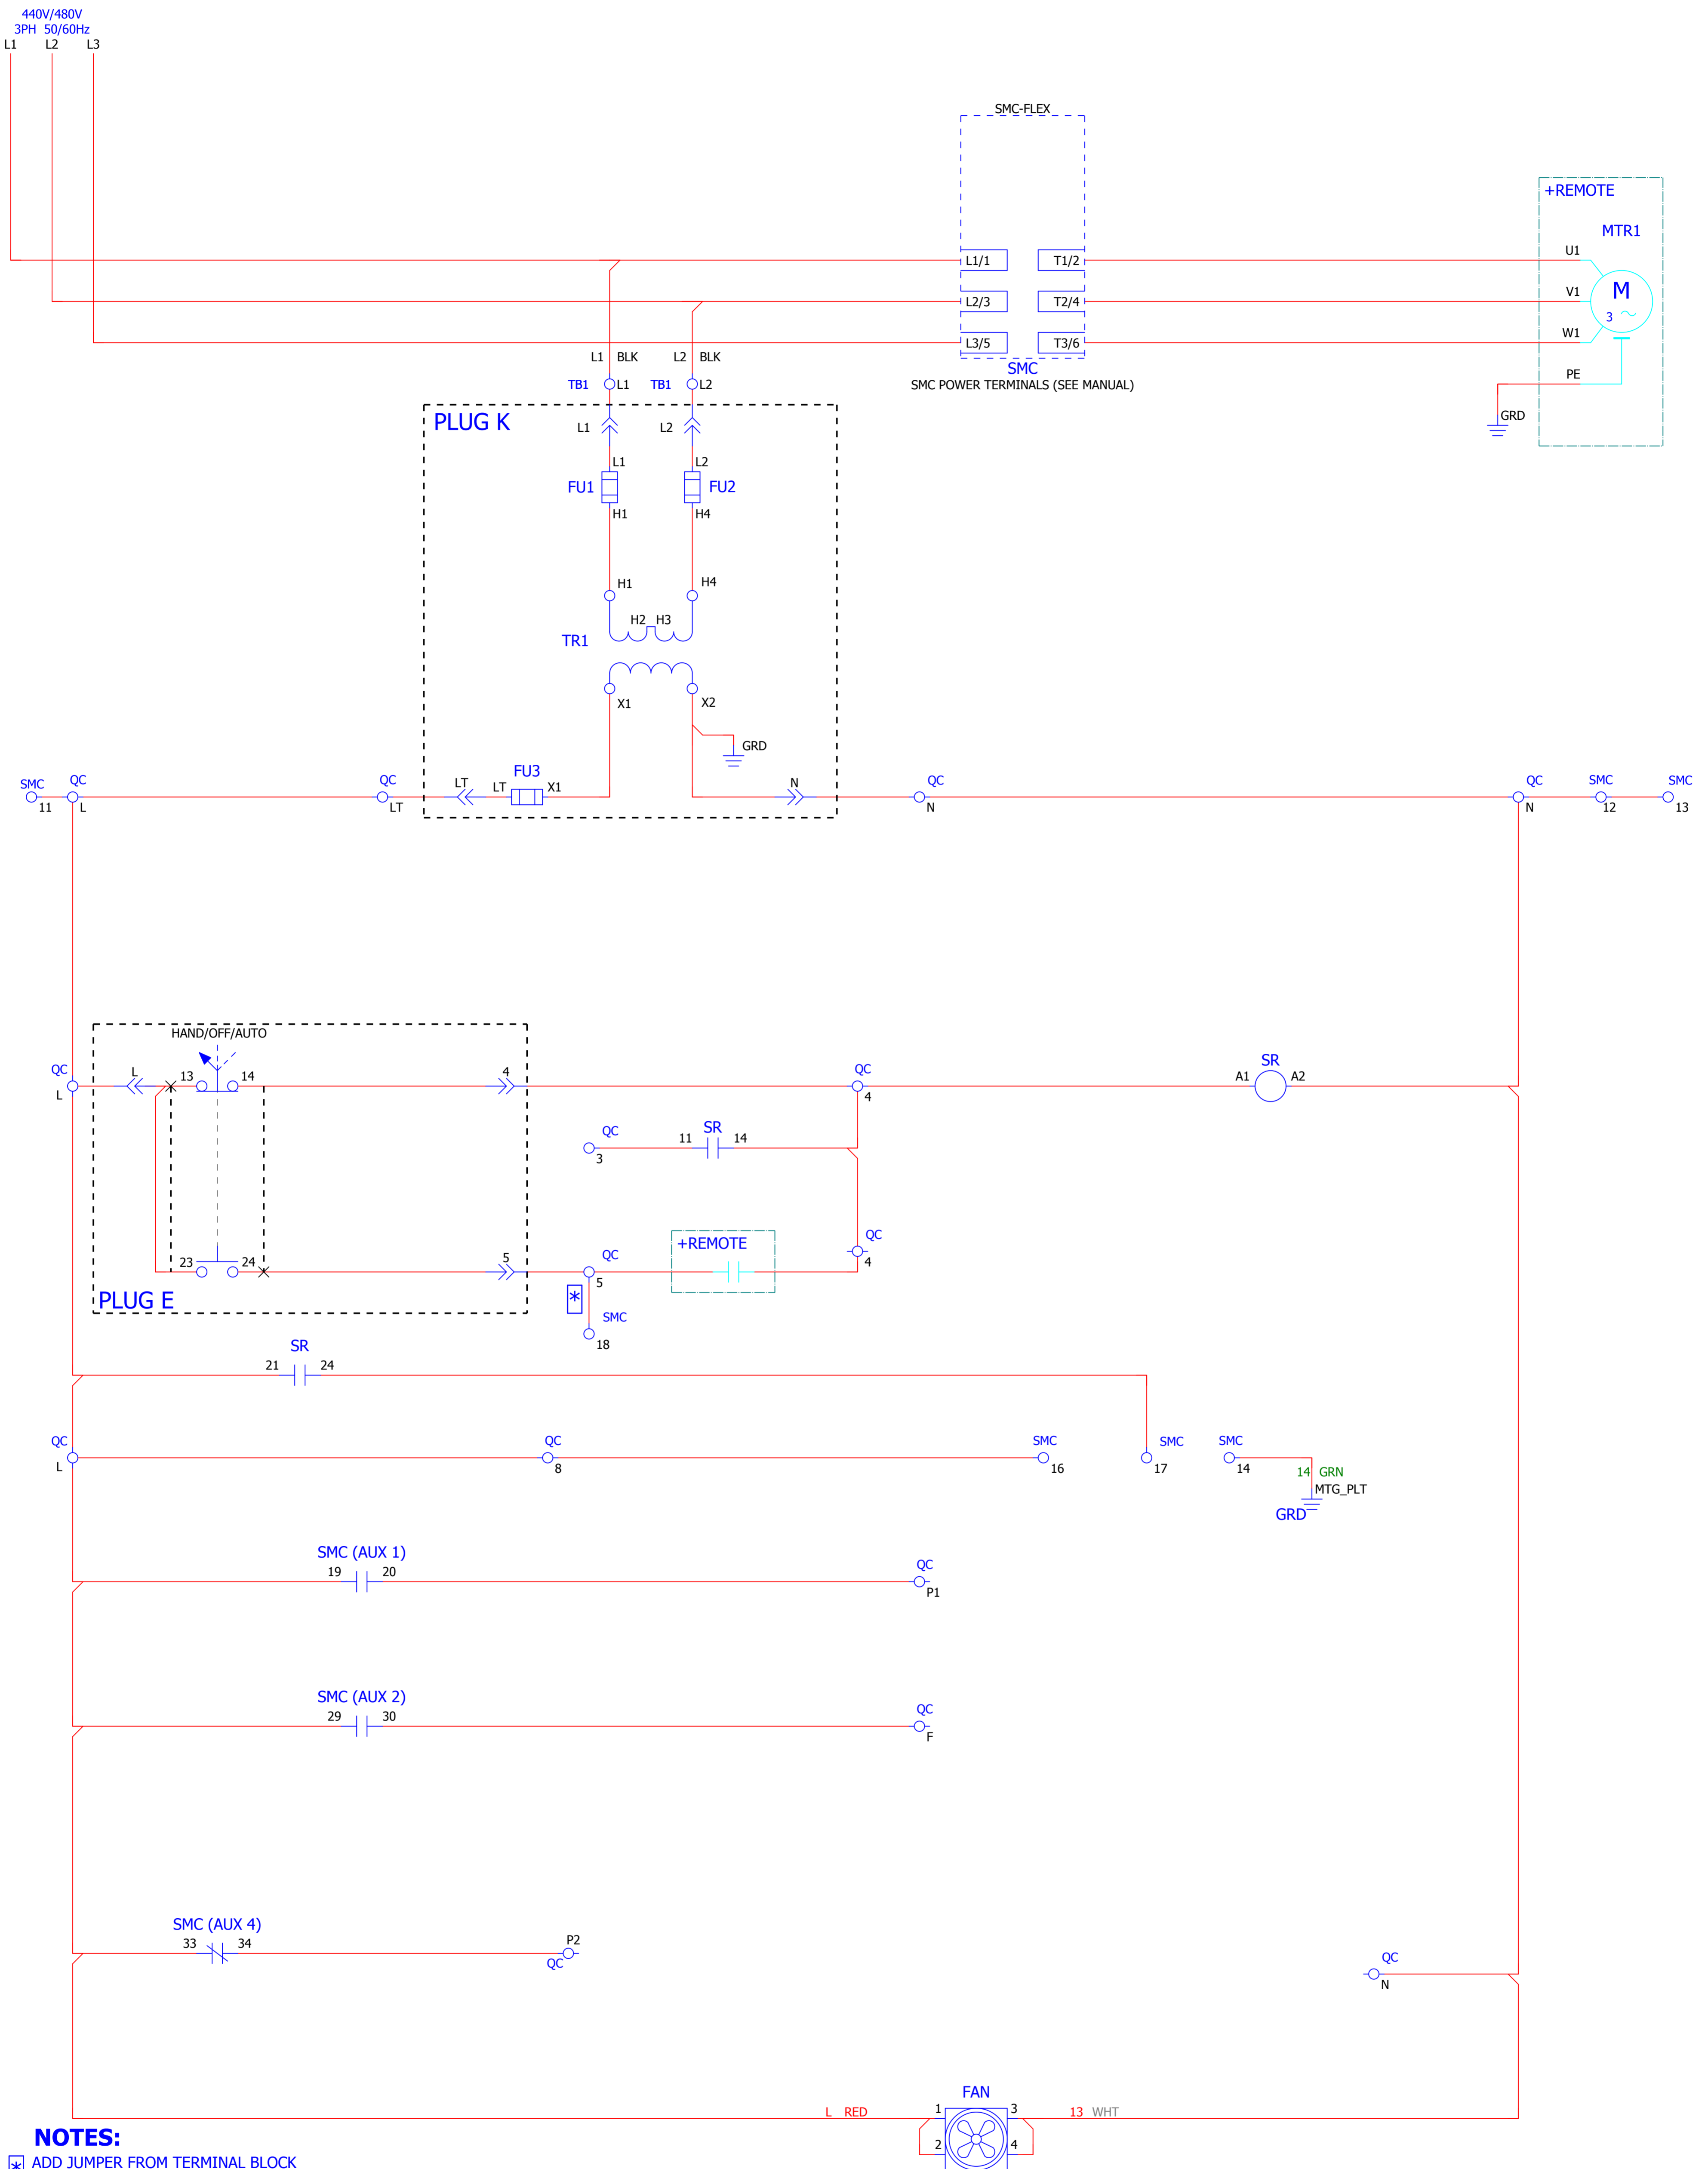 440V/480V
3PH 50/60Hz
L1 L2 L3
SMC-FLEX
+REMOTE
MTR1
U1
L1/1 T1/2
M
3
V1
L2/3 T2/4
W1
L3/5 T3/6
L1 BLK L2 BLK
SMC
SMC POWER TERMINALS (SEE MANUAL)
PE
TB1 L1 TB1 L2
GRD
PLUG K
L1 L2
L1 L2
FU1 FU2
H1 H4
H1 H4
H2 H3
TR1
X1 X2
GRD
FU3
SMC QC QC LT LT X1 N QC QC SMC SMC
11 L LT N N 12 13
HAND/OFF/AUTO
QC L 13 14 4 QC SR
A1 A2
L 4
QC 11 SR 14
3
+REMOTE QC
23 24 5 QC
5 4
*
PLUG E
SMC
18
SR
21 24
QC QC SMC SMC SMC
L 8 16 17 14
14 GRN
MTG_PLT
GRD
SMC (AUX 1)
19 20 QC
P1
SMC (AUX 2)
29 30 QC
F
SMC (AUX 4)
33 34 P2
QC
QC
N
FAN
L RED 1 3 13 WHT
2 4
NOTES:
* ADD JUMPER FROM TERMINAL BLOCK